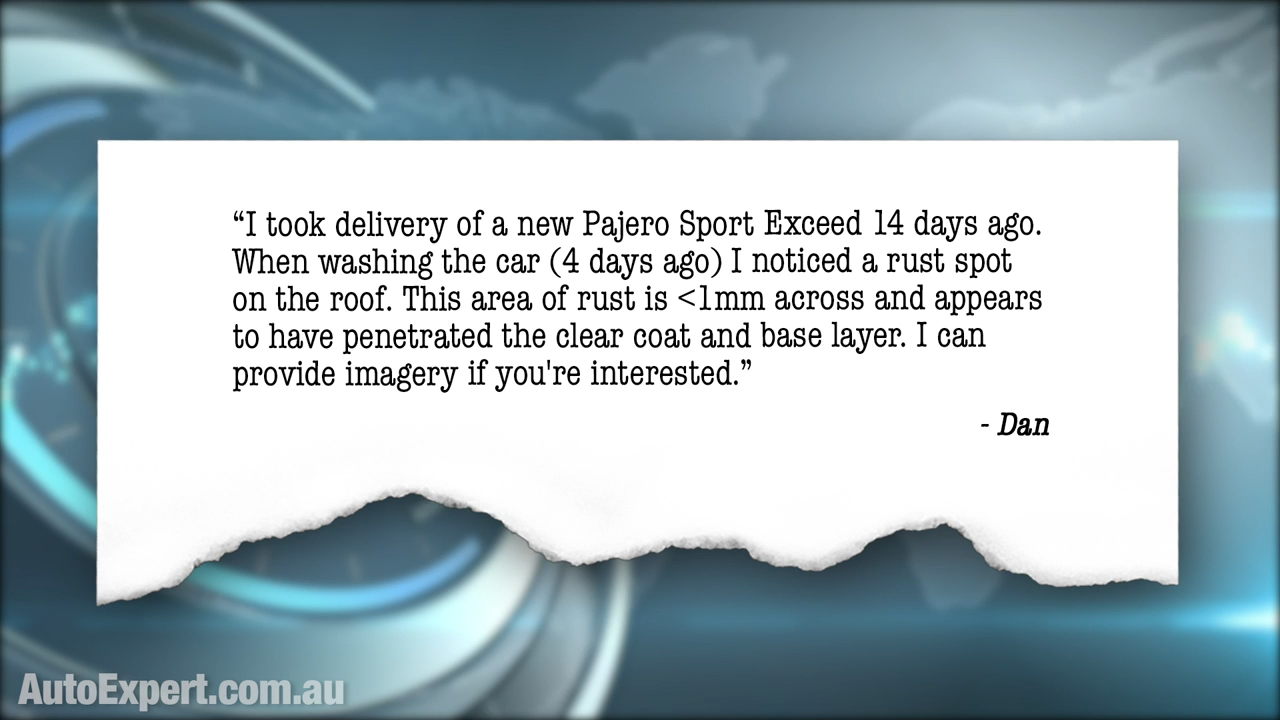 “I took delivery of a new Pajero Sport Exceed 14 days ago.
When washing the car (4 days ago) I noticed a rust spot
on the roof. This area of rust is <1mm across and appears
to have penetrated the clear coat and base layer. I can
provide imagery if you're interested.”
- Dan
AutoExpert.com.au